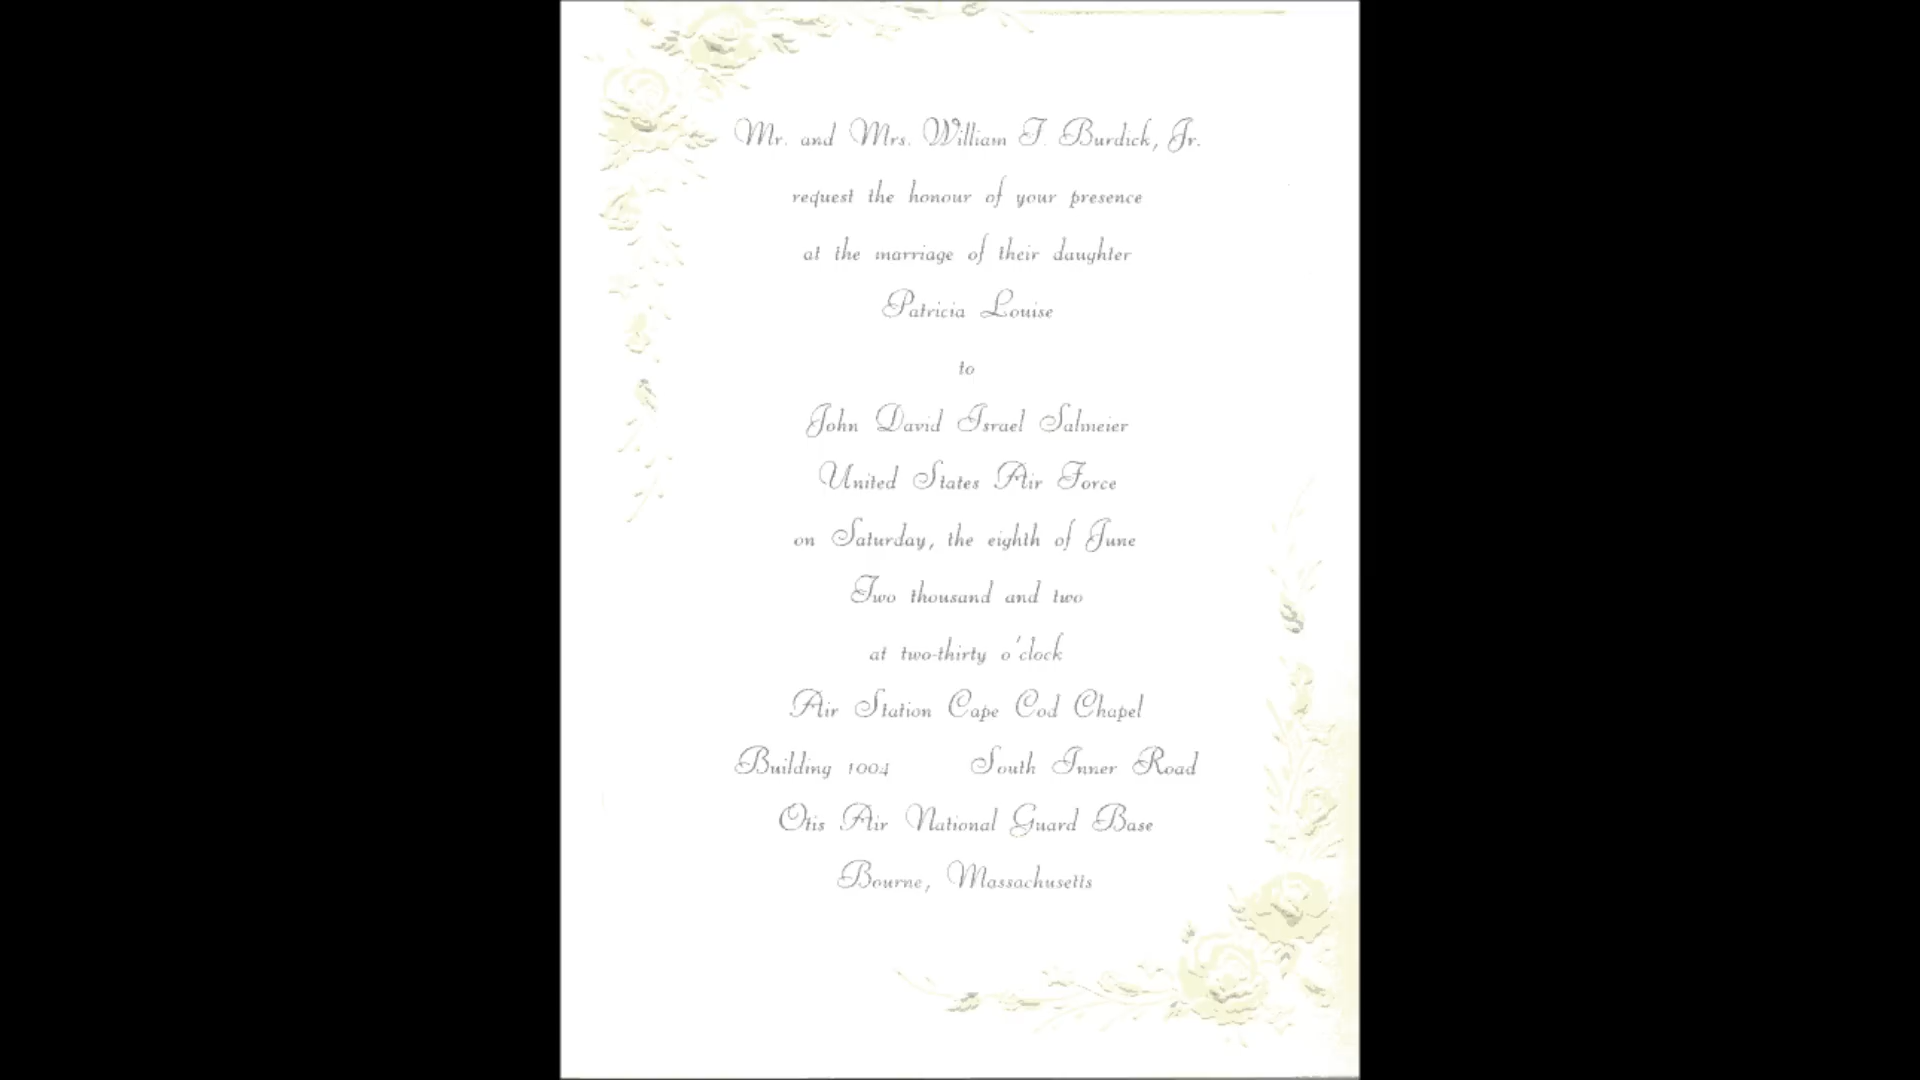 Mr. and Mrs. William T. Burdick, Jr.
request the honour of your presence
at the marriage of their daughter
Patricia Louise
to
John David Israel Salmeier
United States Air Force
on Saturday, the eighth of June
Two thousand and two
at two-thirty o'clock
Air Station Cape Cod Chapel
Building 1004 South Inner Road
Otis Air National Guard Base
Bourne, Massachusetts